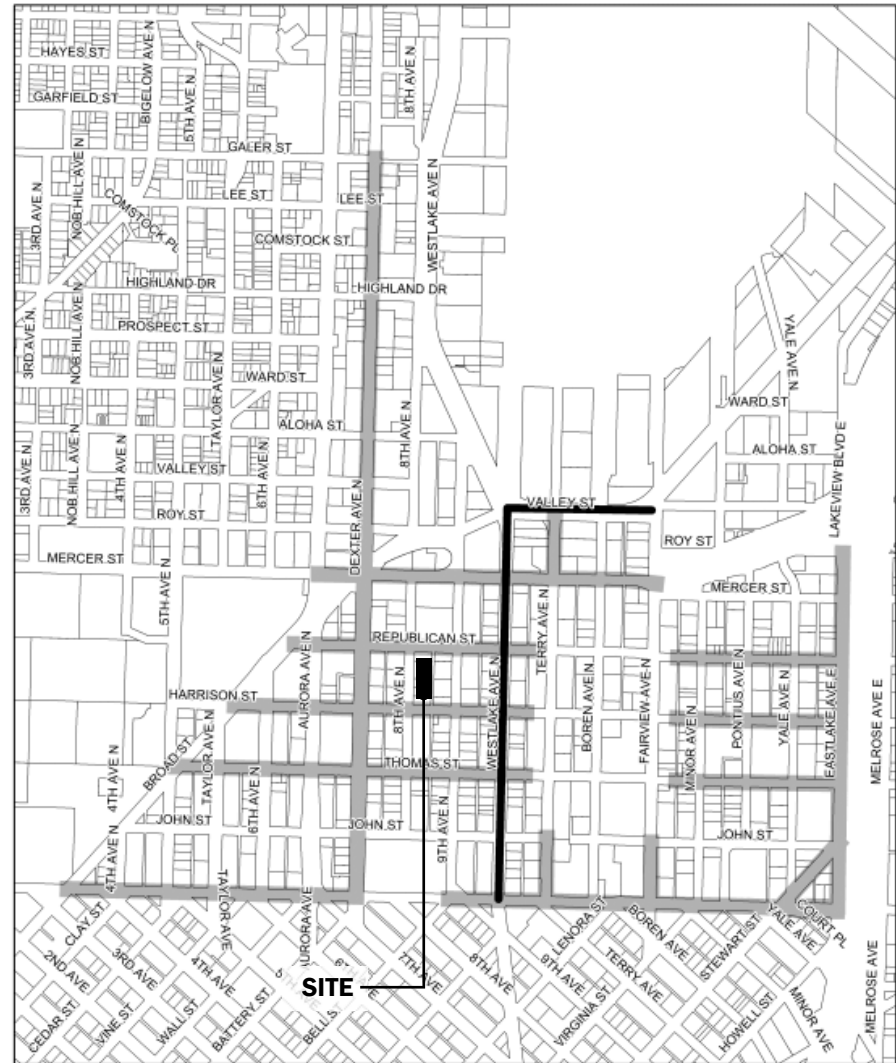 HAYES ST
BIGELOW AVE N
5TH AVE N
8TH AVE N
GARFIELD ST
GALER ST
NOB HILL AVE N
3RD AVE N
COMSTOCK PL
LEE ST
LEE ST
WESTLAKE AVE N
COMSTOCK ST
HIGHLAND DR
HIGHLAND DR
PROSPECT ST
3RD AVE N
NOB HILL AVE N
TAYLOR AVE N
YALE AVE N
WARD ST
WARD ST
ALOHA ST
8TH AVE N
ALOHA ST
LAKEVIEW BLVD E
3RD AVE N
NOB HILL AVE N
4TH AVE N
VALLEY ST
6TH AVE N
DEXTER AVE N
VALLEY ST
ROY ST
ROY ST
MERCER ST
MERCER ST
5TH AVE N
TERRY AVE N
REPUBLICAN ST
AURORA AVE N
8TH AVE N
WESTLAKE AVE N
BOREN AVE N
FAIRVIEW AVE N
MINOR AVE N
PONTIUS AVE N
YALE AVE N
EASTLAKE AVE E
MELROSE AVE E
HARRISON ST
BROAD ST
TAYLOR AVE N
4TH AVE N
THOMAS ST
6TH AVE N
9TH AVE N
JOHN ST
JOHN ST
JOHN ST
4TH AVE N
CLAY ST
TAYLOR AVE
LENORA ST
BOREN AVE
STEWART ST
YALE AVE
COURT PL
2ND AVE
3RD AVE
4TH AVE
7TH AVE
8TH AVE
9TH AVE
TERRY AVE
CEDAR ST
VINE ST
WALL ST
BATTERY ST
VIRGINIA ST
HOWELL ST
MINOR AVE
MELROSE AVE
SITE